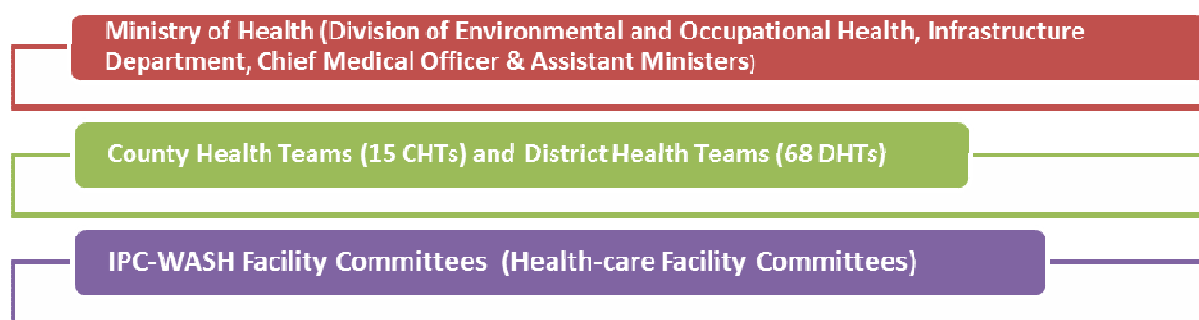 Ministry of Health (Division of Environmental and Occupational Health, Infrastructure
Department, Chief Medical Officer & Assistant Ministers)
County Health Teams (15 CHTs) and District Health Teams (68 DHTs)
IPC-WASH Facility Committees (Health-care Facility Committees)